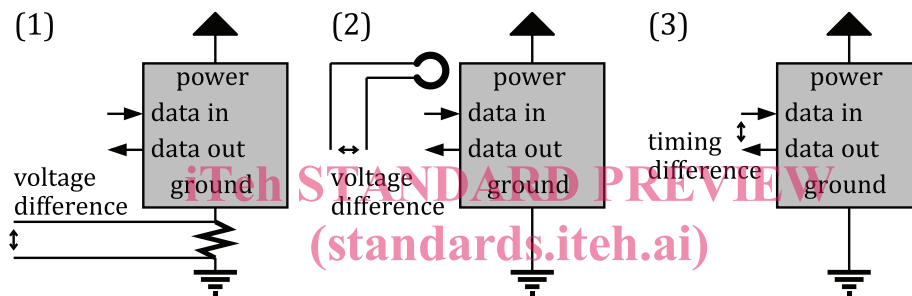 (1)
power
data in
data out
ground
voltage
difference
(2)
power
data in
data out
ground
voltage
difference
(3)
power
data in
data out
ground
timing
difference
iTeh STANDARD PREVIEW
(standards.iteh.ai)